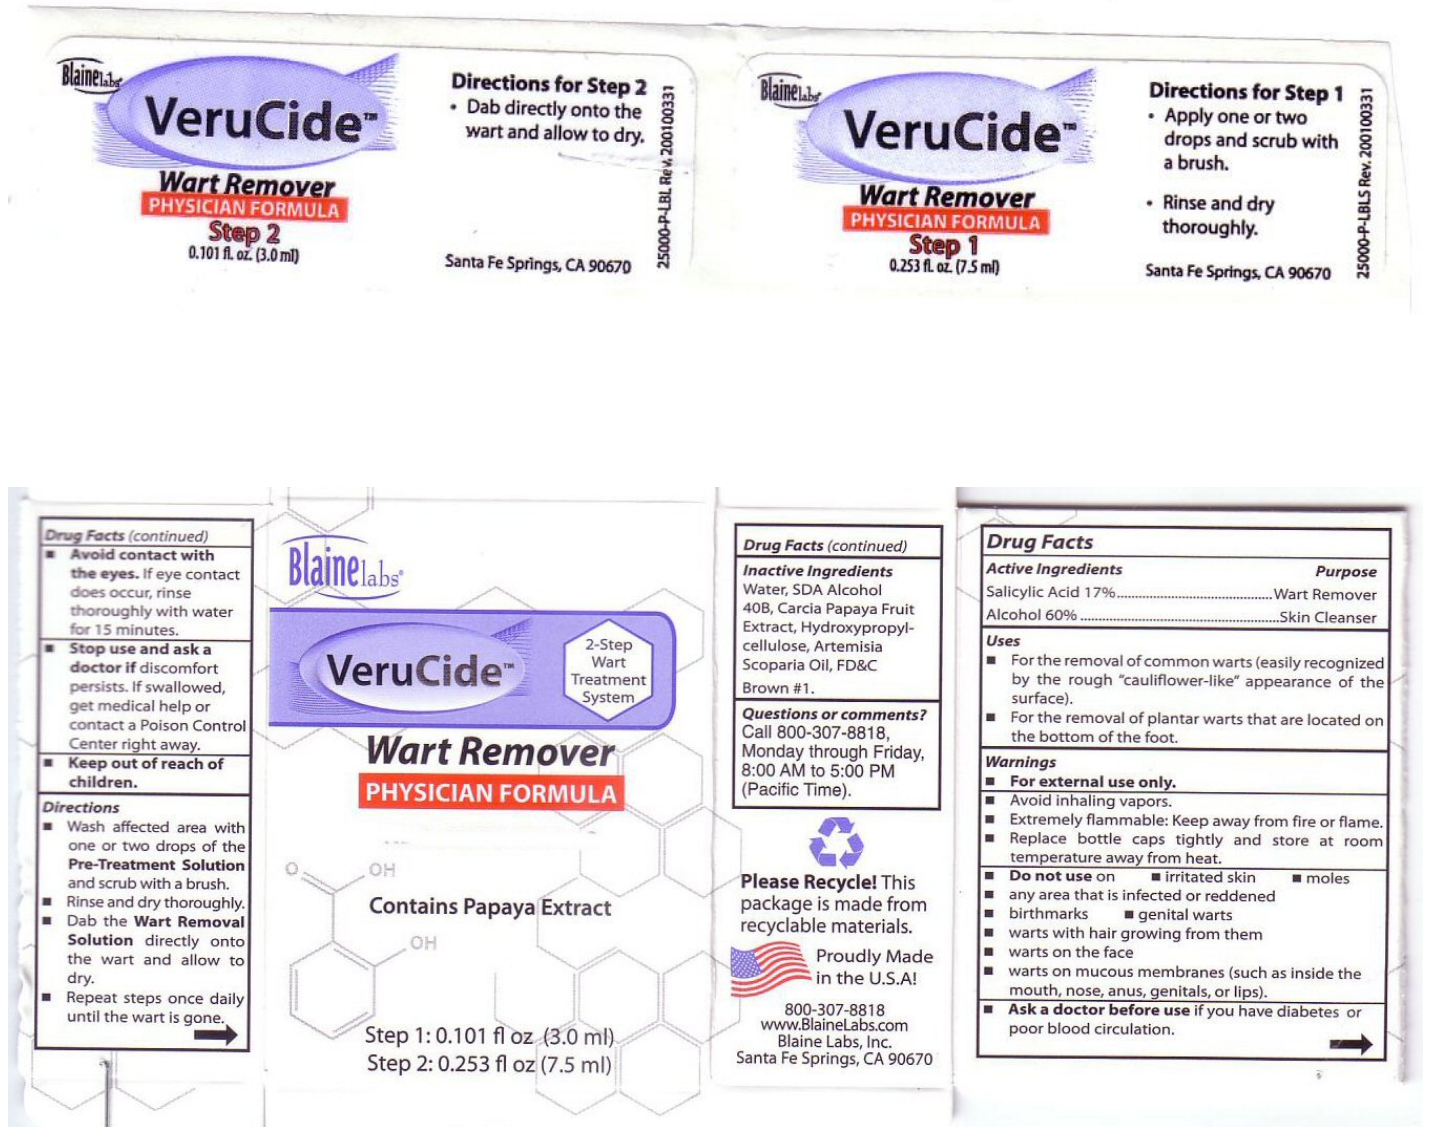 Blainelabs®
VeruCide™
Wart Remover
PHYSICIAN FORMULA
Step 2
0.101 fl. oz. (3.0 ml)
Directions for Step 2
• Dab directly onto the
wart and allow to dry.
Santa Fe Springs, CA 90670
25000-P-LBL Rev. 200100331
Blainelabs®
VeruCide™
Wart Remover
PHYSICIAN FORMULA
Step 1
0.253 fl. oz. (7.5 ml)
Directions for Step 1
• Apply one or two
drops and scrub with
a brush.
• Rinse and dry
thoroughly.
Santa Fe Springs, CA 90670
25000-P-LBLS Rev. 200100331
Drug Facts (continued)
■ Avoid contact with
the eyes. If eye contact
does occur, rinse
thoroughly with water
for 15 minutes.
■ Stop use and ask a
doctor if discomfort
persists. If swallowed,
get medical help or
contact a Poison Control
Center right away.
■ Keep out of reach of
children.
Directions
■ Wash affected area with
one or two drops of the
Pre-Treatment Solution
and scrub with a brush.
■ Rinse and dry thoroughly.
■ Dab the Wart Removal
Solution directly onto
the wart and allow to
dry.
■ Repeat steps once daily
until the wart is gone.
Blainelabs®
VeruCide™
2-Step
Wart
Treatment
System
Wart Remover
PHYSICIAN FORMULA
O
OH
Contains Papaya Extract
OH
Step 1: 0.101 fl oz (3.0 ml)
Step 2: 0.253 fl oz (7.5 ml)
Drug Facts (continued)
Inactive Ingredients
Water, SDA Alcohol
40B, Carcia Papaya Fruit
Extract, Hydroxypropyl-
cellulose, Artemisia
Scoparia Oil, FD&C
Brown #1.
Questions or comments?
Call 800-307-8818,
Monday through Friday,
8:00 AM to 5:00 PM
(Pacific Time).
Please Recycle! This
package is made from
recyclable materials.
Proudly Made
in the U.S.A!
800-307-8818
www.BlaineLabs.com
Blaine Labs, Inc.
Santa Fe Springs, CA 90670
Drug Facts
Active Ingredients Purpose
Salicylic Acid 17%..........................................Wart Remover
Alcohol 60% ......................................................Skin Cleanser
Uses
■ For the removal of common warts (easily recognized
by the rough "cauliflower-like" appearance of the
surface).
■ For the removal of plantar warts that are located on
the bottom of the foot.
Warnings
■ For external use only.
■ Avoid inhaling vapors.
■ Extremely flammable: Keep away from fire or flame.
■ Replace bottle caps tightly and store at room
temperature away from heat.
■ Do not use on ■ irritated skin ■ moles
■ any area that is infected or reddened
■ birthmarks ■ genital warts
■ warts with hair growing from them
■ warts on the face
■ warts on mucous membranes (such as inside the
mouth, nose, anus, genitals, or lips).
■ Ask a doctor before use if you have diabetes or
poor blood circulation.